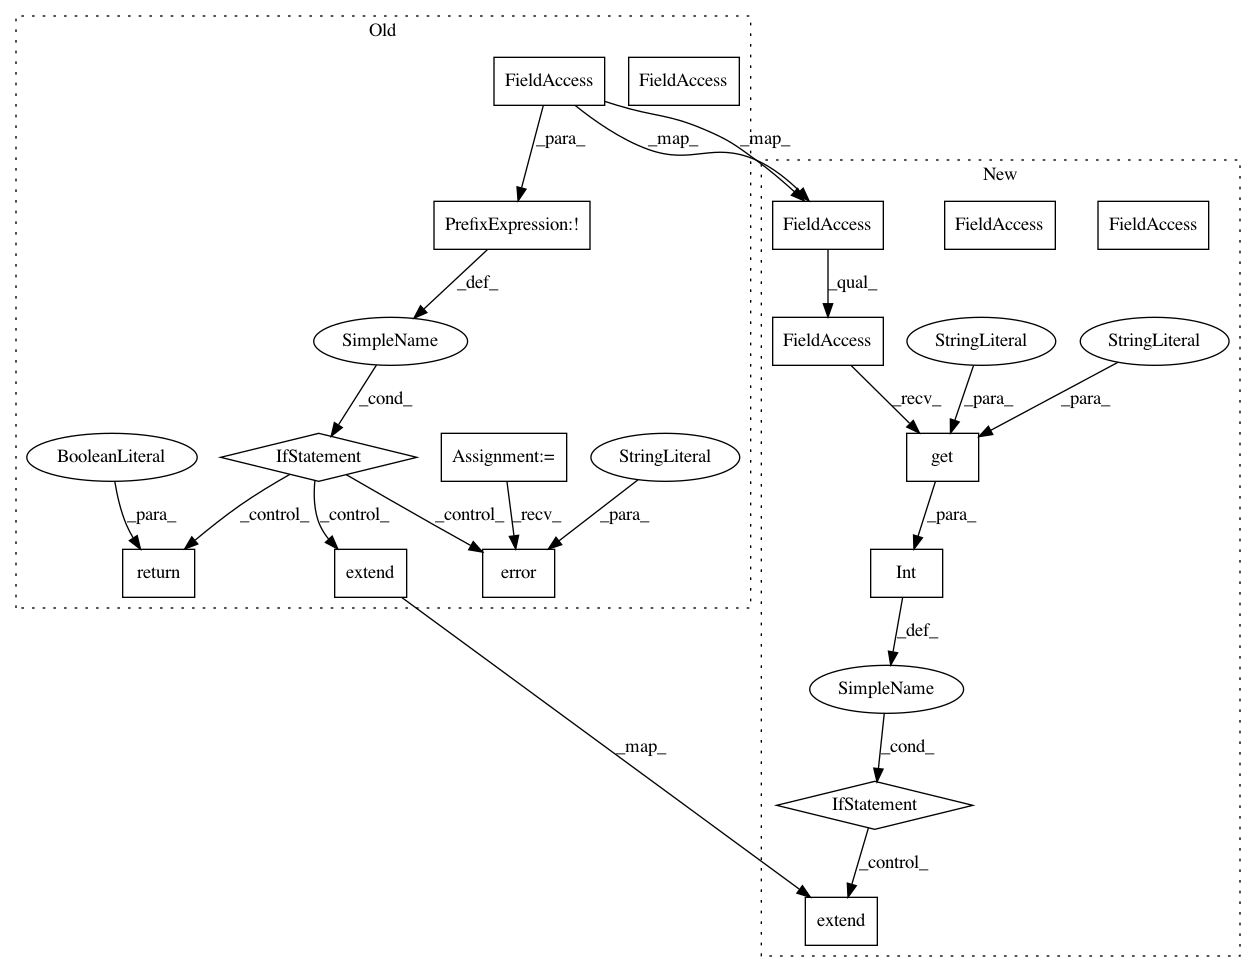 Old
FieldAccess FieldAccess
_para_ _map_ _map_
New
PrefixExpression:! FieldAccess FieldAccess FieldAccess
_def_ _qual_
SimpleName FieldAccess StringLiteral StringLiteral
_cond_ _recv_ _para_ _para_
BooleanLiteral IfStatement Assignment:= StringLiteral get
_para_ _control_ _control_ _control_ _recv_ _para_ _para_
return extend error Int
_def_
SimpleName
_map_ _cond_
IfStatement
_control_
extend